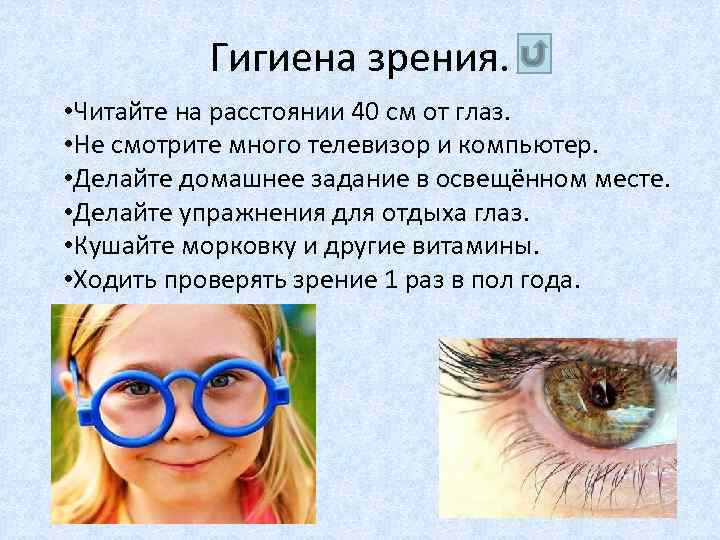 Гигиена зрения.
•Читайте на расстоянии 40 см от глаз.
•Не смотрите много телевизор и компьютер.
•Делайте домашнее задание в освещённом месте.
•Делайте упражнения для отдыха глаз.
•Кушайте морковку и другие витамины.
•Ходить проверять зрение 1 раз в пол года.